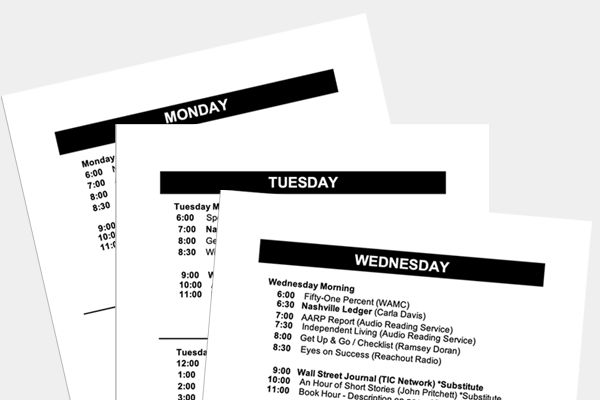 MONDAY
Monday
6:00
7:00
8:00
8:30
9:00
10:0
11:
TUESDAY
Tuesday M
6:00 Sp
7:00 Na
8:00 Ge
8:30 Wi
9:00 W
10:00
11:00
Tuesda
12:00
1:00
2:00
3:00
WEDNESDAY
Wednesday Morning
6:00 Fifty-One Percent (WAMC)
6:30 Nashville Ledger (Carla Davis)
7:00 AARP Report (Audio Reading Service)
7:30 Independent Living (Audio Reading Service)
8:00 Get Up & Go / Checklist (Ramsey Doran)
8:30 Eyes on Success (Reachout Radio)
9:00 Wall Street Journal (TIC Network) *Substitute
10:00 An Hour of Short Stories (John Pritchett) *Substitute
11:00 Book Hour - Description